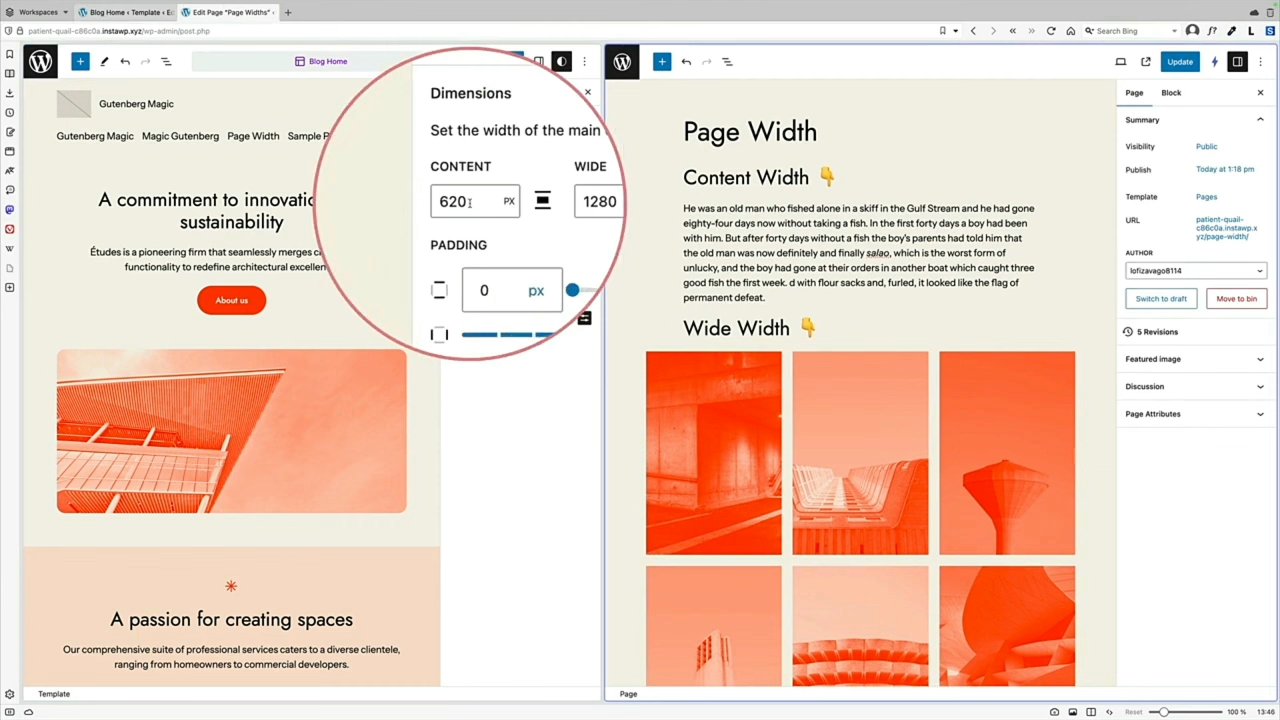 Workspaces
Blog Home ‹ Template ‹ E
Edit Page "Page Widths" ‹
patient-quail-c86c0a.instawp.xyz/wp-admin/post.php
Search Bing
Blog Home
Gutenberg Magic
Gutenberg Magic Magic Gutenberg Page Width Sample P
A commitment to innovatio
sustainability
Études is a pioneering firm that seamlessly merges c
functionality to redefine architectural excellen
About us
A passion for creating spaces
Our comprehensive suite of professional services caters to a diverse clientele,
ranging from homeowners to commercial developers.
Template
Dimensions
Set the width of the main
CONTENT WIDE
620 PX 1280
PADDING
0 px
Update
Page Width
Content Width 👇
He was an old man who fished alone in a skiff in the Gulf Stream and he had gone
eighty-four days now without taking a fish. In the first forty days a boy had been
with him. But after forty days without a fish the boy's parents had told him that
the old man was now definitely and finally salao, which is the worst form of
unlucky, and the boy had gone at their orders in another boat which caught three
good fish the first week. d with flour sacks and, furled, it looked like the flag of
permanent defeat.
Wide Width 👇
Page
Page Block
Summary
Visibility Public
Publish Today at 1:18 pm
Template Pages
URL patient-quail-
c86c0a.instawp.x
yz/page-width/
AUTHOR
lofizavago8114
Switch to draft Move to bin
5 Revisions
Featured image
Discussion
Page Attributes
Reset 100 % 13:46